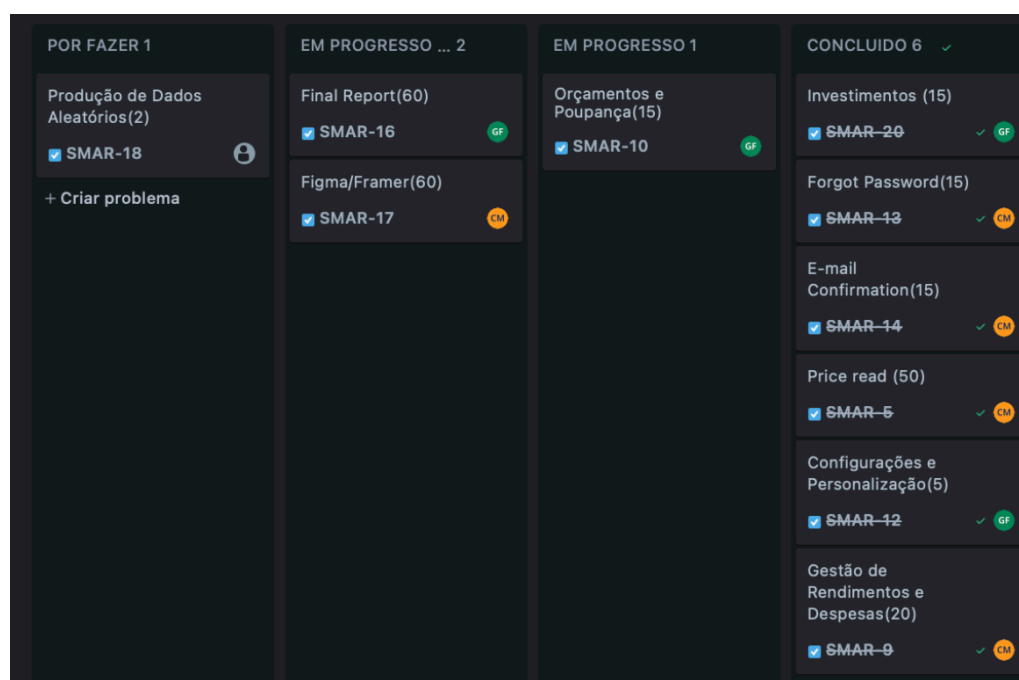 POR FAZER 1
Produção de Dados
Aleatórios(2)
SMAR-18
+ Criar problema
EM PROGRESSO ... 2
Final Report(60)
SMAR-16
GF
Figma/Framer(60)
SMAR-17
CM
EM PROGRESSO 1
Orçamentos e
Poupança(15)
SMAR-10
GF
CONCLUIDO 6
Investimentos (15)
SMAR-20
GF
Forgot Password(15)
SMAR-13
CM
E-mail
Confirmation(15)
SMAR-14
CM
Price read (50)
SMAR-5
CM
Configurações e
Personalização(5)
SMAR-12
GF
Gestão de
Rendimentos e
Despesas(20)
SMAR-9
CM